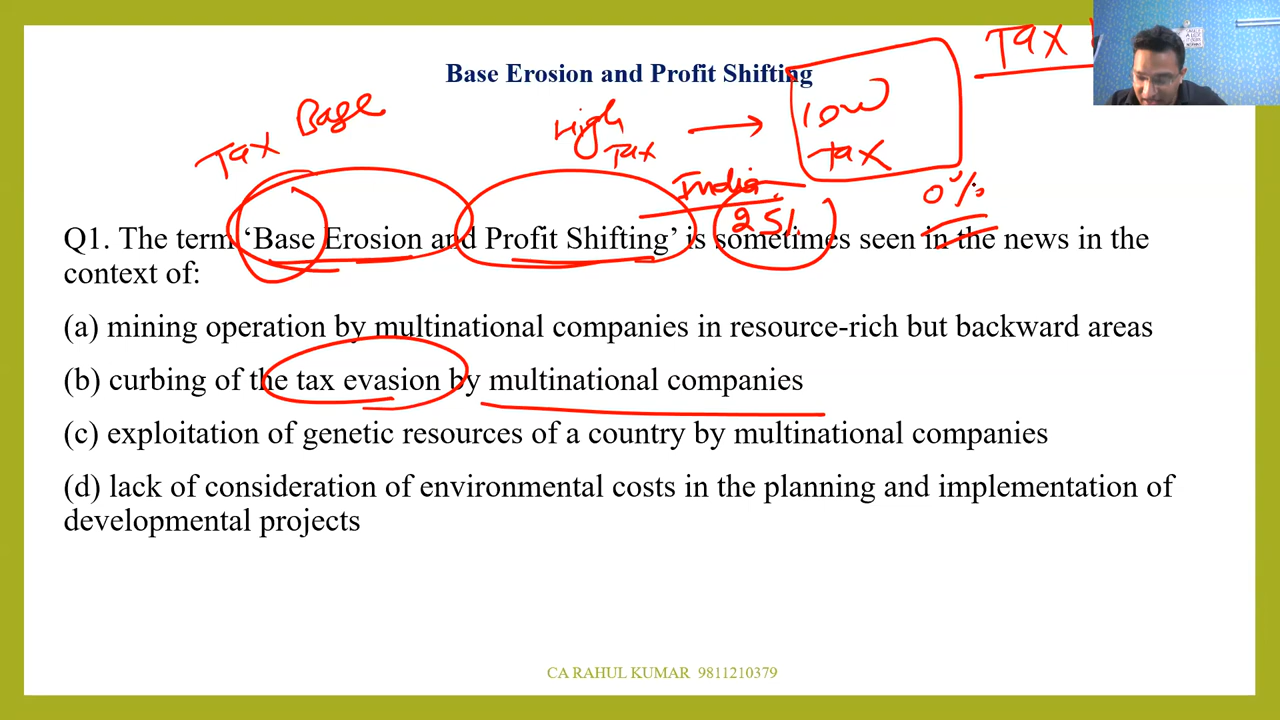 Tax
Base Erosion and Profit Shifting
Base
High
Tax
low
Tax
Tax
India
0%
25%
Q1. The term ‘Base Erosion and Profit Shifting’ is sometimes seen in the news in the
context of:
(a) mining operation by multinational companies in resource-rich but backward areas
(b) curbing of the tax evasion by multinational companies
(c) exploitation of genetic resources of a country by multinational companies
(d) lack of consideration of environmental costs in the planning and implementation of
developmental projects
CA RAHUL KUMAR 9811210379